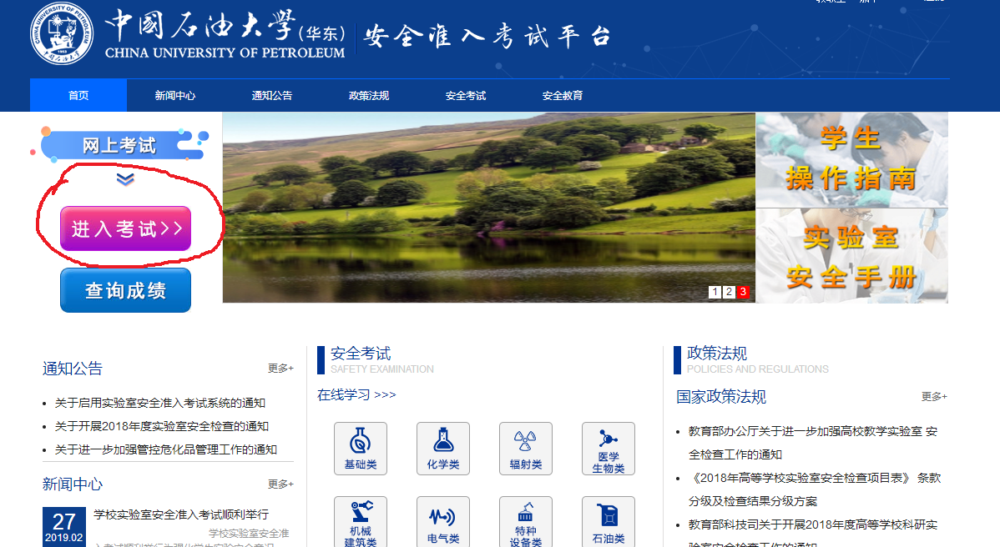 中國石油大學(华东)
CHINA UNIVERSITY OF PETROLEUM
安全准入考试平台
首页
新闻中心
通知公告
政策法规
安全考试
安全教育
网上考试
进入考试>>
查询成绩
1 2 3
学生
操作指南
实验室
安全手册
通知公告
更多+
关于启用实验室安全准入考试系统的通知
关于开展2018年度实验室安全检查的通知
关于进一步加强管控危化品管理工作的通知
新闻中心
更多+
27
2019.02
学校实验室安全准入考试顺利举行
学校实验室安全准
安全考试
SAFETY EXAMINATION
在线学习 >>>
基础类
化学类
辐射类
医学
生物类
机械
建筑类
电气类
特种
设备类
石油类
政策法规
POLICIES AND REGULATIONS
国家政策法规
更多+
教育部办公厅关于进一步加强高校教学实验室 安
全检查工作的通知
《2018年高等学校实验室安全检查项目表》 条款
分级及检查结果分级方案
教育部科技司关于开展2018年度高等学校科研实
验室安全检查工作的通知